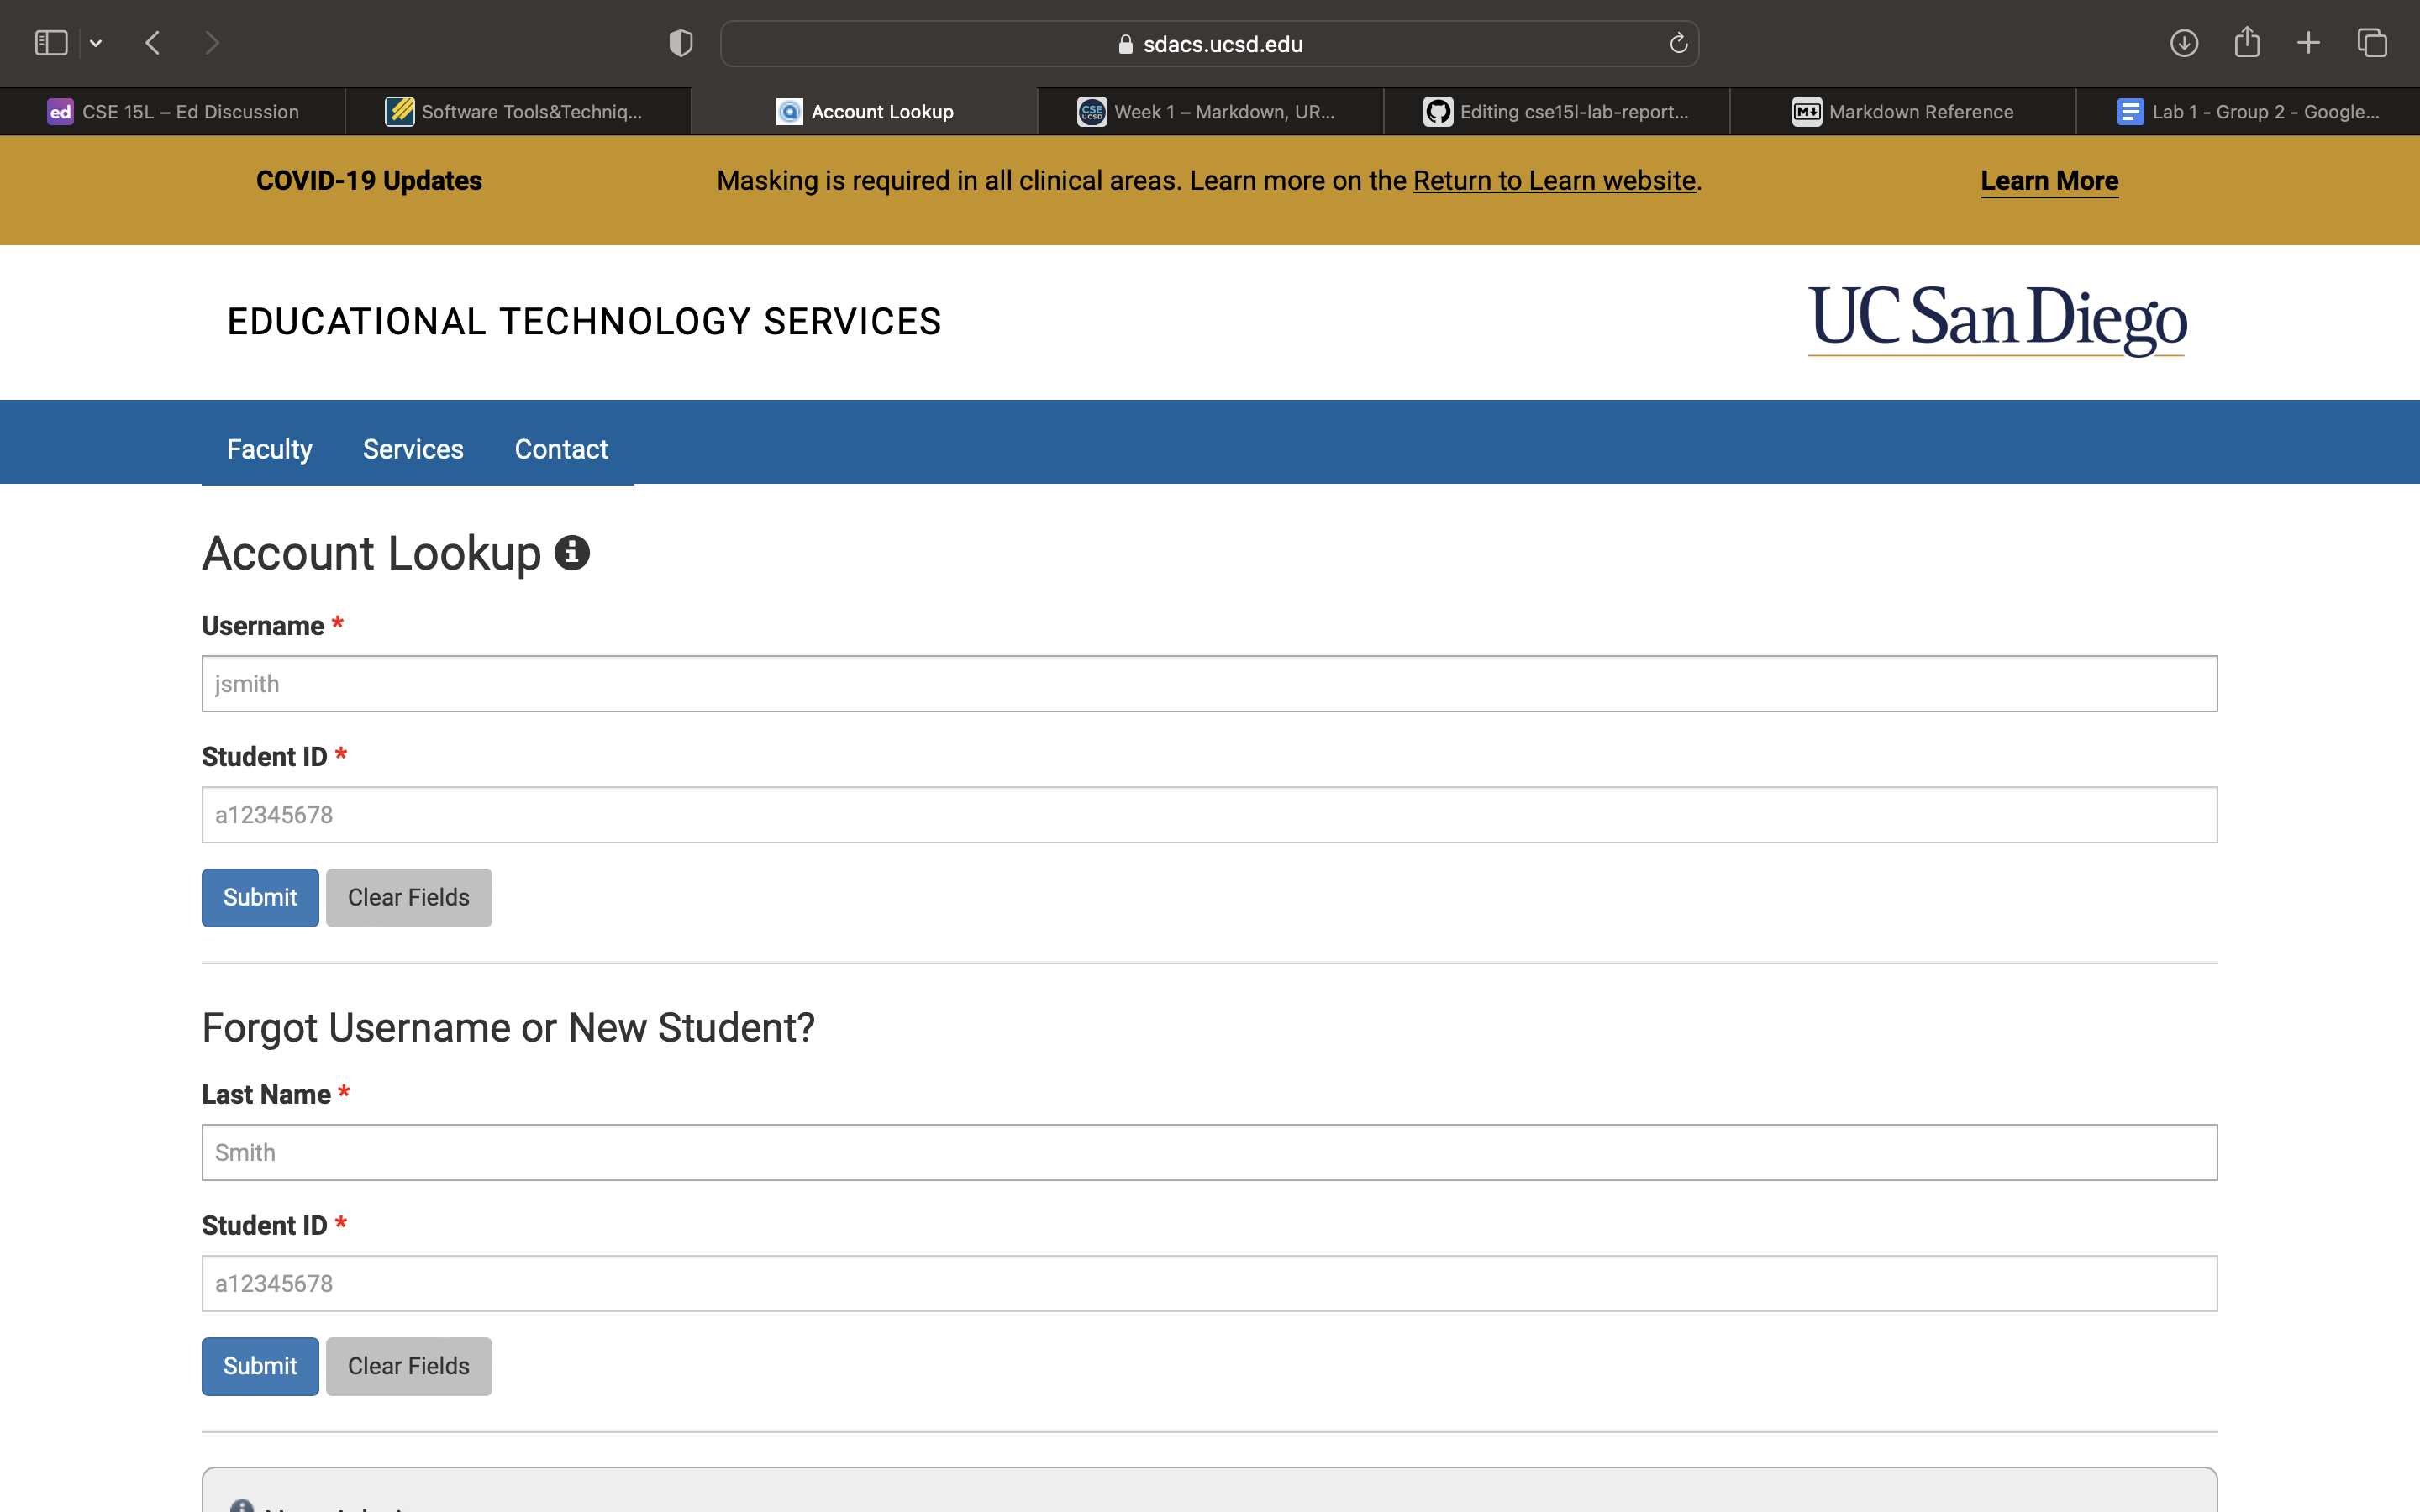 sdacs.ucsd.edu
ed CSE 15L – Ed Discussion
Software Tools&Techniq...
Account Lookup
CSE UCSD Week 1 – Markdown, UR...
Editing cse15l-lab-report...
M Markdown Reference
Lab 1 - Group 2 - Google...
COVID-19 Updates
Masking is required in all clinical areas. Learn more on the Return to Learn website.
Learn More
EDUCATIONAL TECHNOLOGY SERVICES
UC San Diego
Faculty Services Contact
Account Lookup
Username *
jsmith
Student ID *
a12345678
Submit Clear Fields
Forgot Username or New Student?
Last Name *
Smith
Student ID *
a12345678
Submit Clear Fields